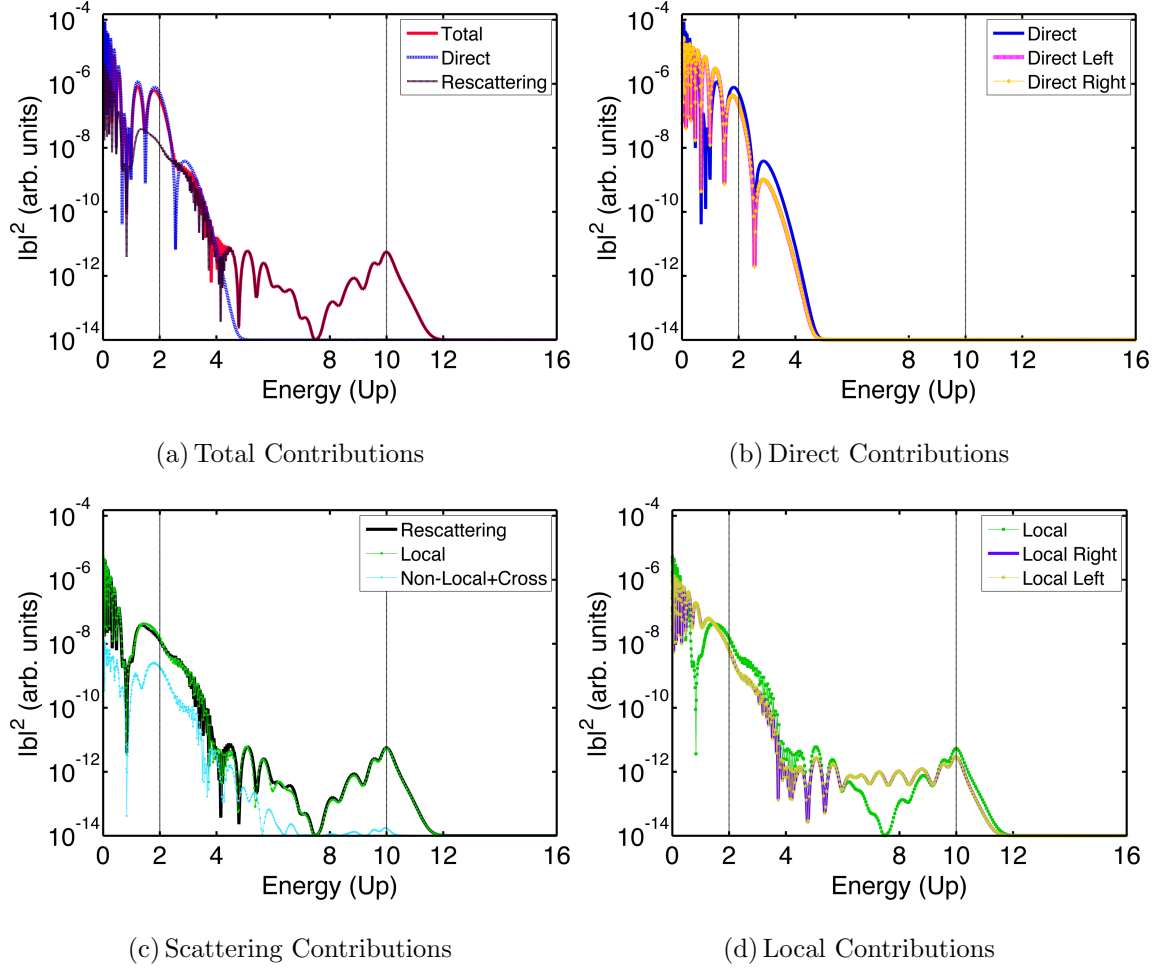 10^-4
10^-6
10^-8
10^-10
10^-12
10^-14
|b|^2 (arb. units)
0 2 4 6 8 10 12 16
Energy (Up)
Total
Direct
Rescattering
(a) Total Contributions
10^-4
10^-6
10^-8
10^-10
10^-12
10^-14
|b|^2 (arb. units)
0 2 4 6 8 10 12 16
Energy (Up)
Direct
Direct Left
Direct Right
(b) Direct Contributions
10^-4
10^-6
10^-8
10^-10
10^-12
10^-14
|b|^2 (arb. units)
0 2 4 6 8 10 12 16
Energy (Up)
Rescattering
Local
Non-Local+Cross
(c) Scattering Contributions
10^-4
10^-6
10^-8
10^-10
10^-12
10^-14
|b|^2 (arb. units)
0 2 4 6 8 10 12 16
Energy (Up)
Local
Local Right
Local Left
(d) Local Contributions